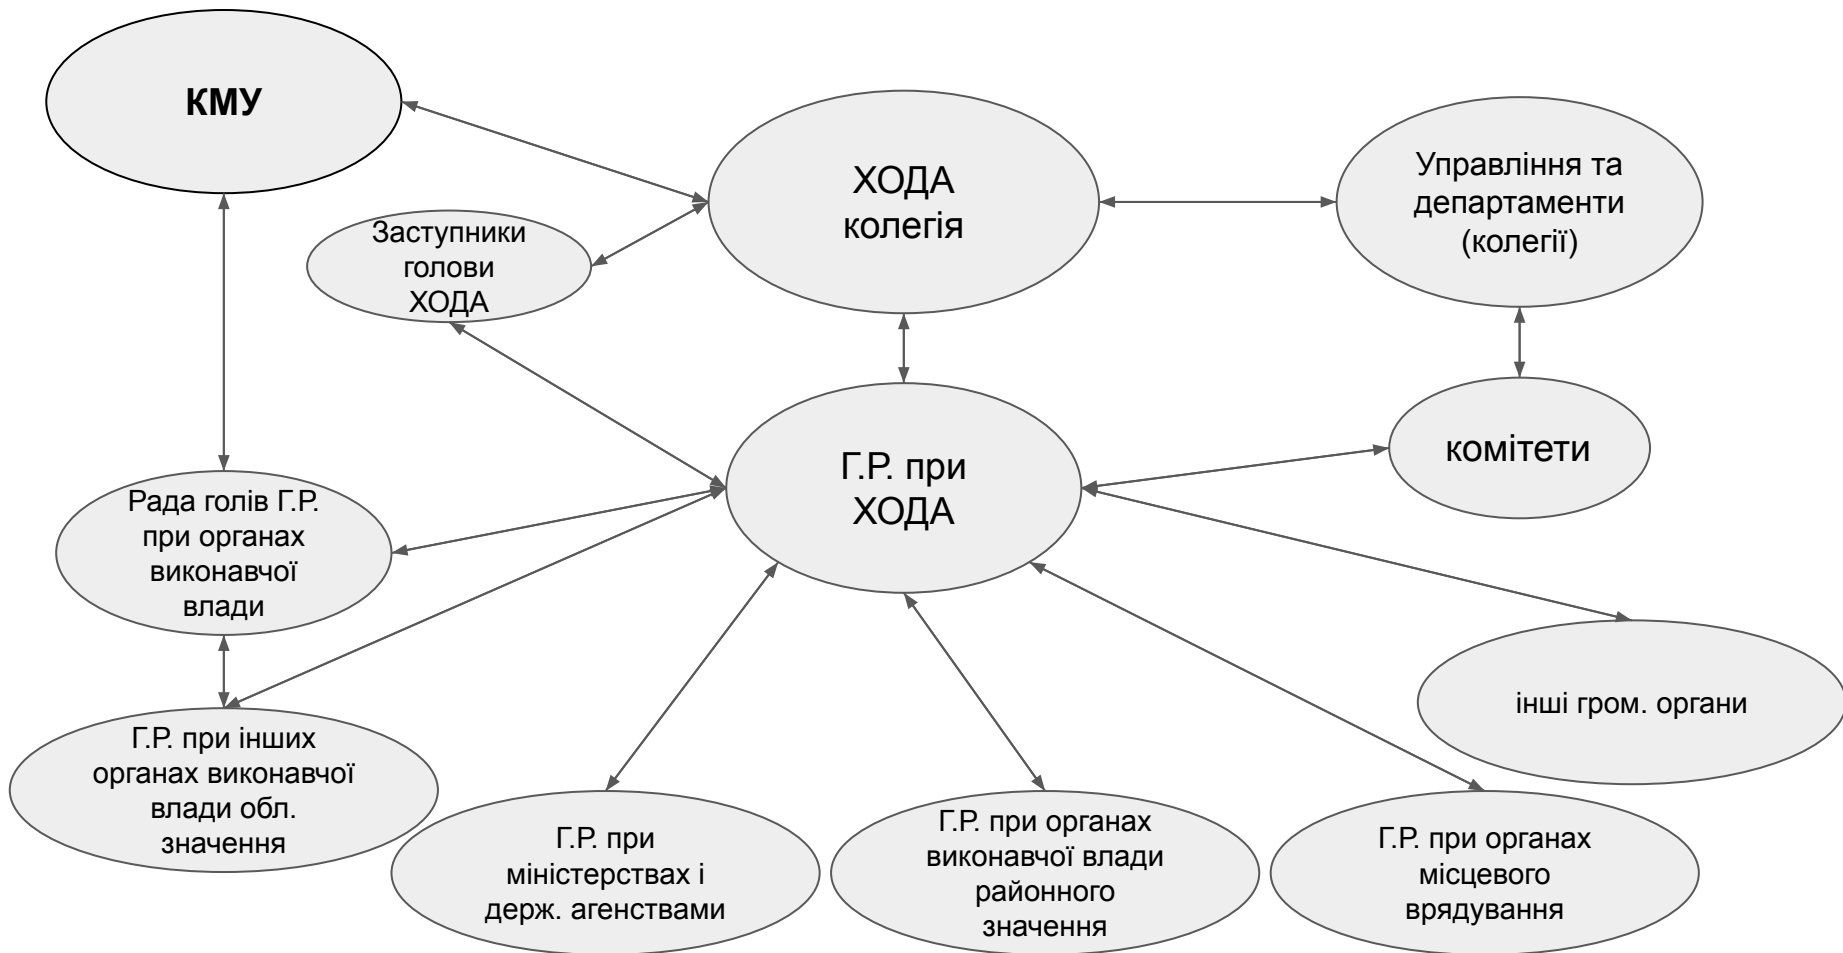 КМУ
ХОДА
колегія
Управління та
департаменти
(колегії)
Заступники
голови
ХОДА
комітети
Г.Р. при
ХОДА
Рада голів Г.Р.
при органах
виконавчої
влади
інші гром. органи
Г.Р. при інших
органах виконавчої
влади обл.
значення
Г.Р. при
міністерствах і
держ. агенствами
Г.Р. при органах
виконавчої влади
районного
значення
Г.Р. при органах
місцевого
врядування